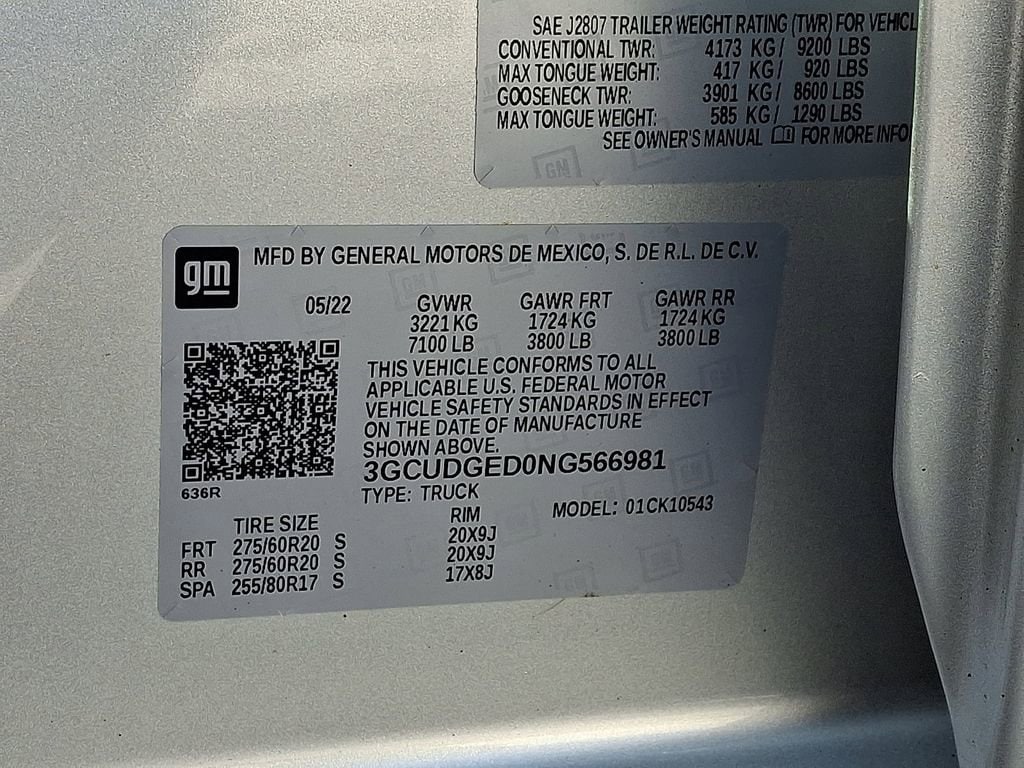 SAE J2807 TRAILER WEIGHT RATING (TWR) FOR
CONVENTIONAL TWR: 4173 KG/ 9200 LBS
MAX TONGUE WEIGHT: 417 KG/ 920 LBS
GOOSENECK TWR: 3901 KG/ 8600 LBS
MAX TONGUE WEIGHT: 585 KG/ 1290 LBS
SEE OWNER'S MANUAL FOR MORE INFO
GM
gm
MFD BY GENERAL MOTORS DE MEXICO, S. DE R.L. DE C.V.
05/22 GVWR GAWR FRT GAWR RR
3221 KG 1724 KG 1724 KG
7100 LB 3800 LB 3800 LB
THIS VEHICLE CONFORMS TO ALL
APPLICABLE U.S. FEDERAL MOTOR
VEHICLE SAFETY STANDARDS IN EFFECT
ON THE DATE OF MANUFACTURE
SHOWN ABOVE.
3GCUDGED0NG566981
636R
TYPE: TRUCK
MODEL: 01CK10543
TIRE SIZE RIM
FRT 275/60R20 S 20X9J
RR 275/60R20 S 20X9J
SPA 255/80R17 S 17X8J